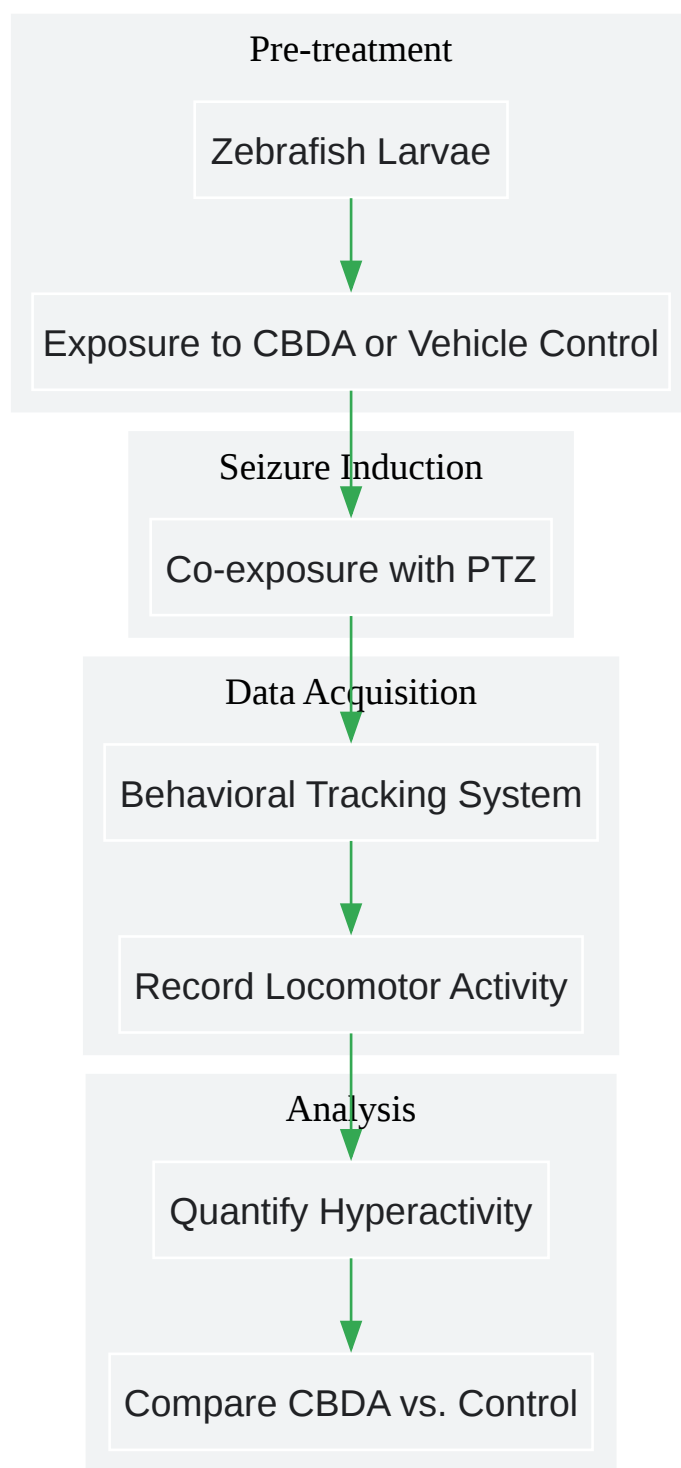 Pre-treatment
Zebrafish Larvae
Exposure to CBDA or Vehicle Control
Seizure Induction
Co-exposure with PTZ
Data Acquisition
Behavioral Tracking System
Record Locomotor Activity
Analysis
Quantify Hyperactivity
Compare CBDA vs. Control